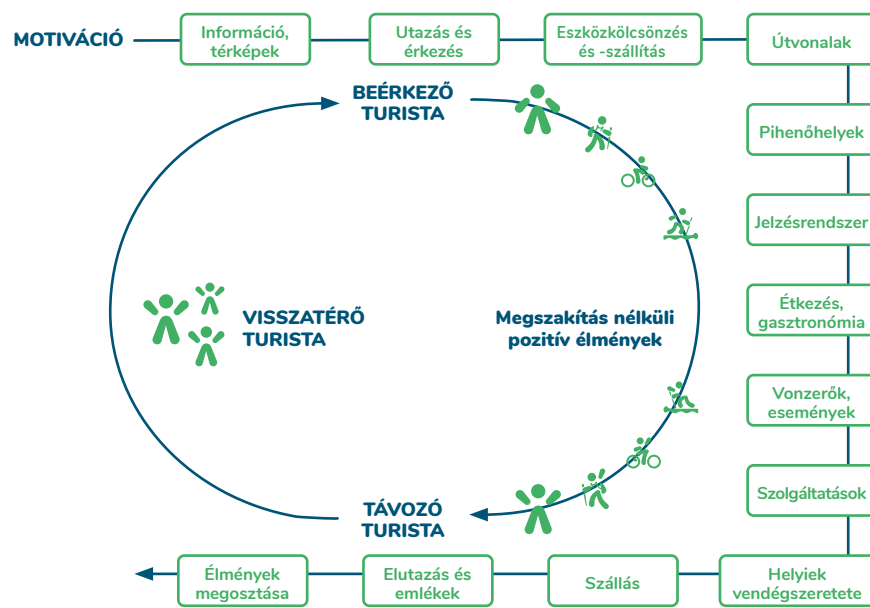 MOTIVÁCIÓ
Információ,
térképek
Utazás és
érkezés
Eszközkölcsönzés
és -szállítás
Útvonalak
Pihenőhelyek
Jelzésrendszer
Étkezés,
gasztronómia
Vonzerők,
események
Szolgáltatások
Helyiek
vendégszeretete
Szállás
Elutazás és
emlékek
Élmények
megosztása
BEÉRKEZŐ
TURISTA
Megszakítás nélküli
pozitív élmények
TÁVOZÓ
TURISTA
VISSZATÉRŐ
TURISTA